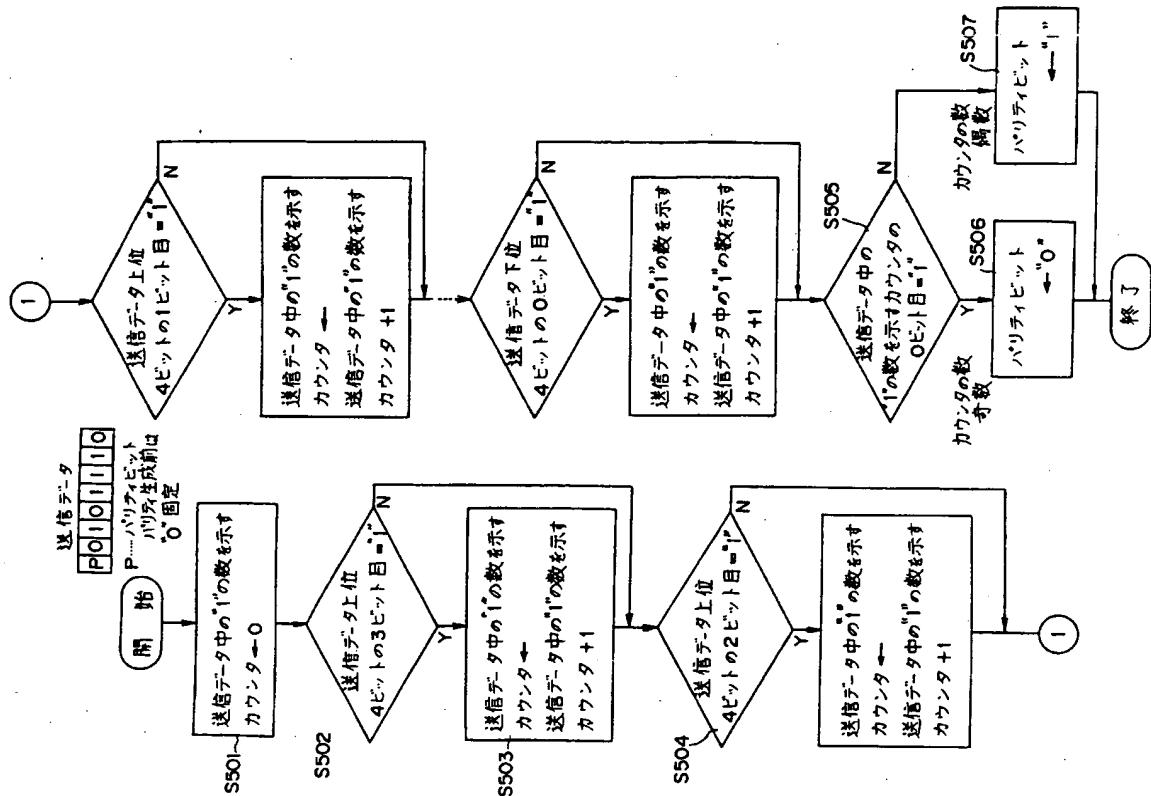 送信データ
P 0 1 0 1 1 1 0
P....パリティビット
パリティ生成前は
"0"固定
開始
S501
送信データ中の"1"の数を示す
カウンタ←0
S502
送信データ上位
4ビットの3ビット目="1"
N
Y
S503
送信データ中の"1"の数を示す
カウンタ←
送信データ中の"1"の数を示す
カウンタ+1
S504
送信データ上位
4ビットの2ビット目="1"
N
Y
送信データ中の"1"の数を示す
カウンタ←
送信データ中の"1"の数を示す
カウンタ+1
1
1
送信データ上位
4ビットの1ビット目="1"
N
Y
送信データ中の"1"の数を示す
カウンタ←
送信データ中の"1"の数を示す
カウンタ+1
送信データ下位
4ビットの0ビット目="1"
N
Y
送信データ中の"1"の数を示す
カウンタ←
送信データ中の"1"の数を示す
カウンタ+1
S505
送信データ中の
"1"の数を示すカウンタの
0ビット目="1"
N
Y
カウンタの数
奇数
カウンタの数
偶数
S506
パリティビット
←"0"
S507
パリティビット
←"1"
終了